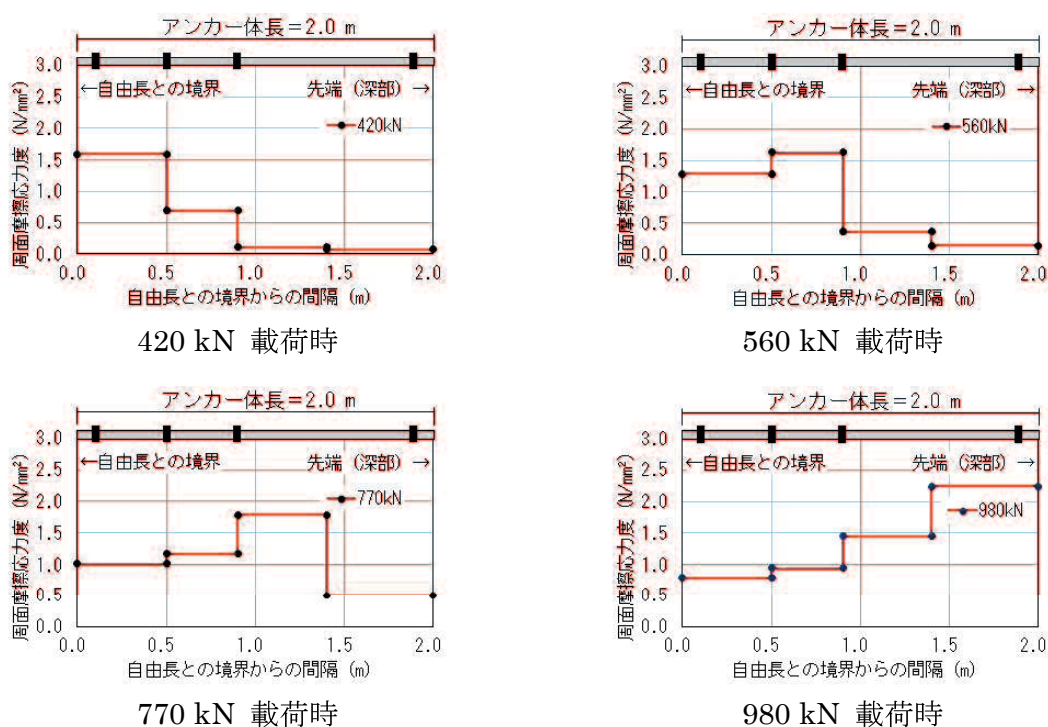 アンカー体長=2.0 m
3.0
2.5
2.0
1.5
1.0
0.5
0.0
周面摩擦応力度 (N/mm²)
←自由長との境界
先端 (深部) →
420kN
0.0 0.5 1.0 1.5 2.0
自由長との境界からの間隔 (m)
420 kN 載荷時
アンカー体長=2.0 m
3.0
2.5
2.0
1.5
1.0
0.5
0.0
周面摩擦応力度 (N/mm²)
←自由長との境界
先端 (深部) →
560kN
0.0 0.5 1.0 1.5 2.0
自由長との境界からの間隔 (m)
560 kN 載荷時
アンカー体長=2.0 m
3.0
2.5
2.0
1.5
1.0
0.5
0.0
周面摩擦応力度 (N/mm²)
←自由長との境界
先端 (深部) →
770kN
0.0 0.5 1.0 1.5 2.0
自由長との境界からの間隔 (m)
770 kN 載荷時
アンカー体長=2.0 m
3.0
2.5
2.0
1.5
1.0
0.5
0.0
周面摩擦応力度 (N/mm²)
←自由長との境界
先端 (深部) →
980kN
0.0 0.5 1.0 1.5 2.0
自由長との境界からの間隔 (m)
980 kN 載荷時